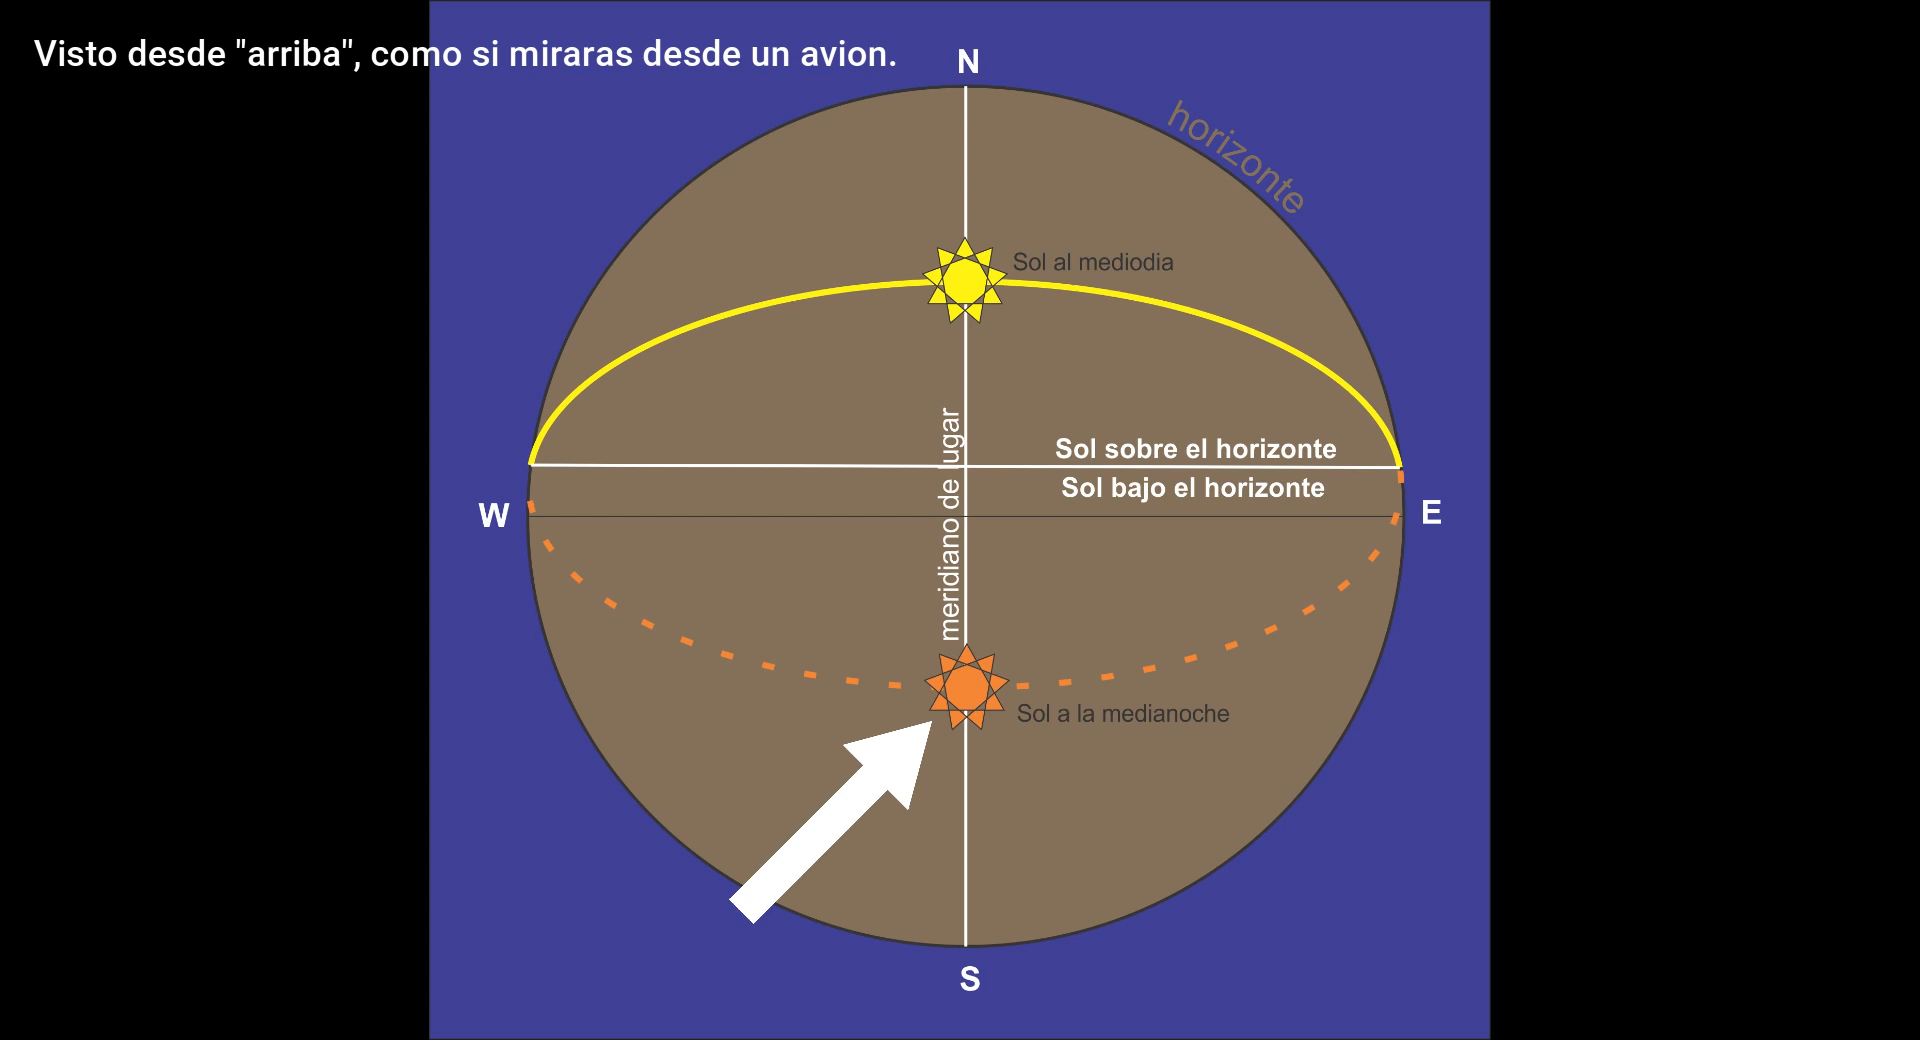 Visto desde "arriba", como si miraras desde un avion.
N
horizonte
Sol al mediodia
meridiano de lugar
Sol sobre el horizonte
Sol bajo el horizonte
W
E
Sol a la medianoche
S